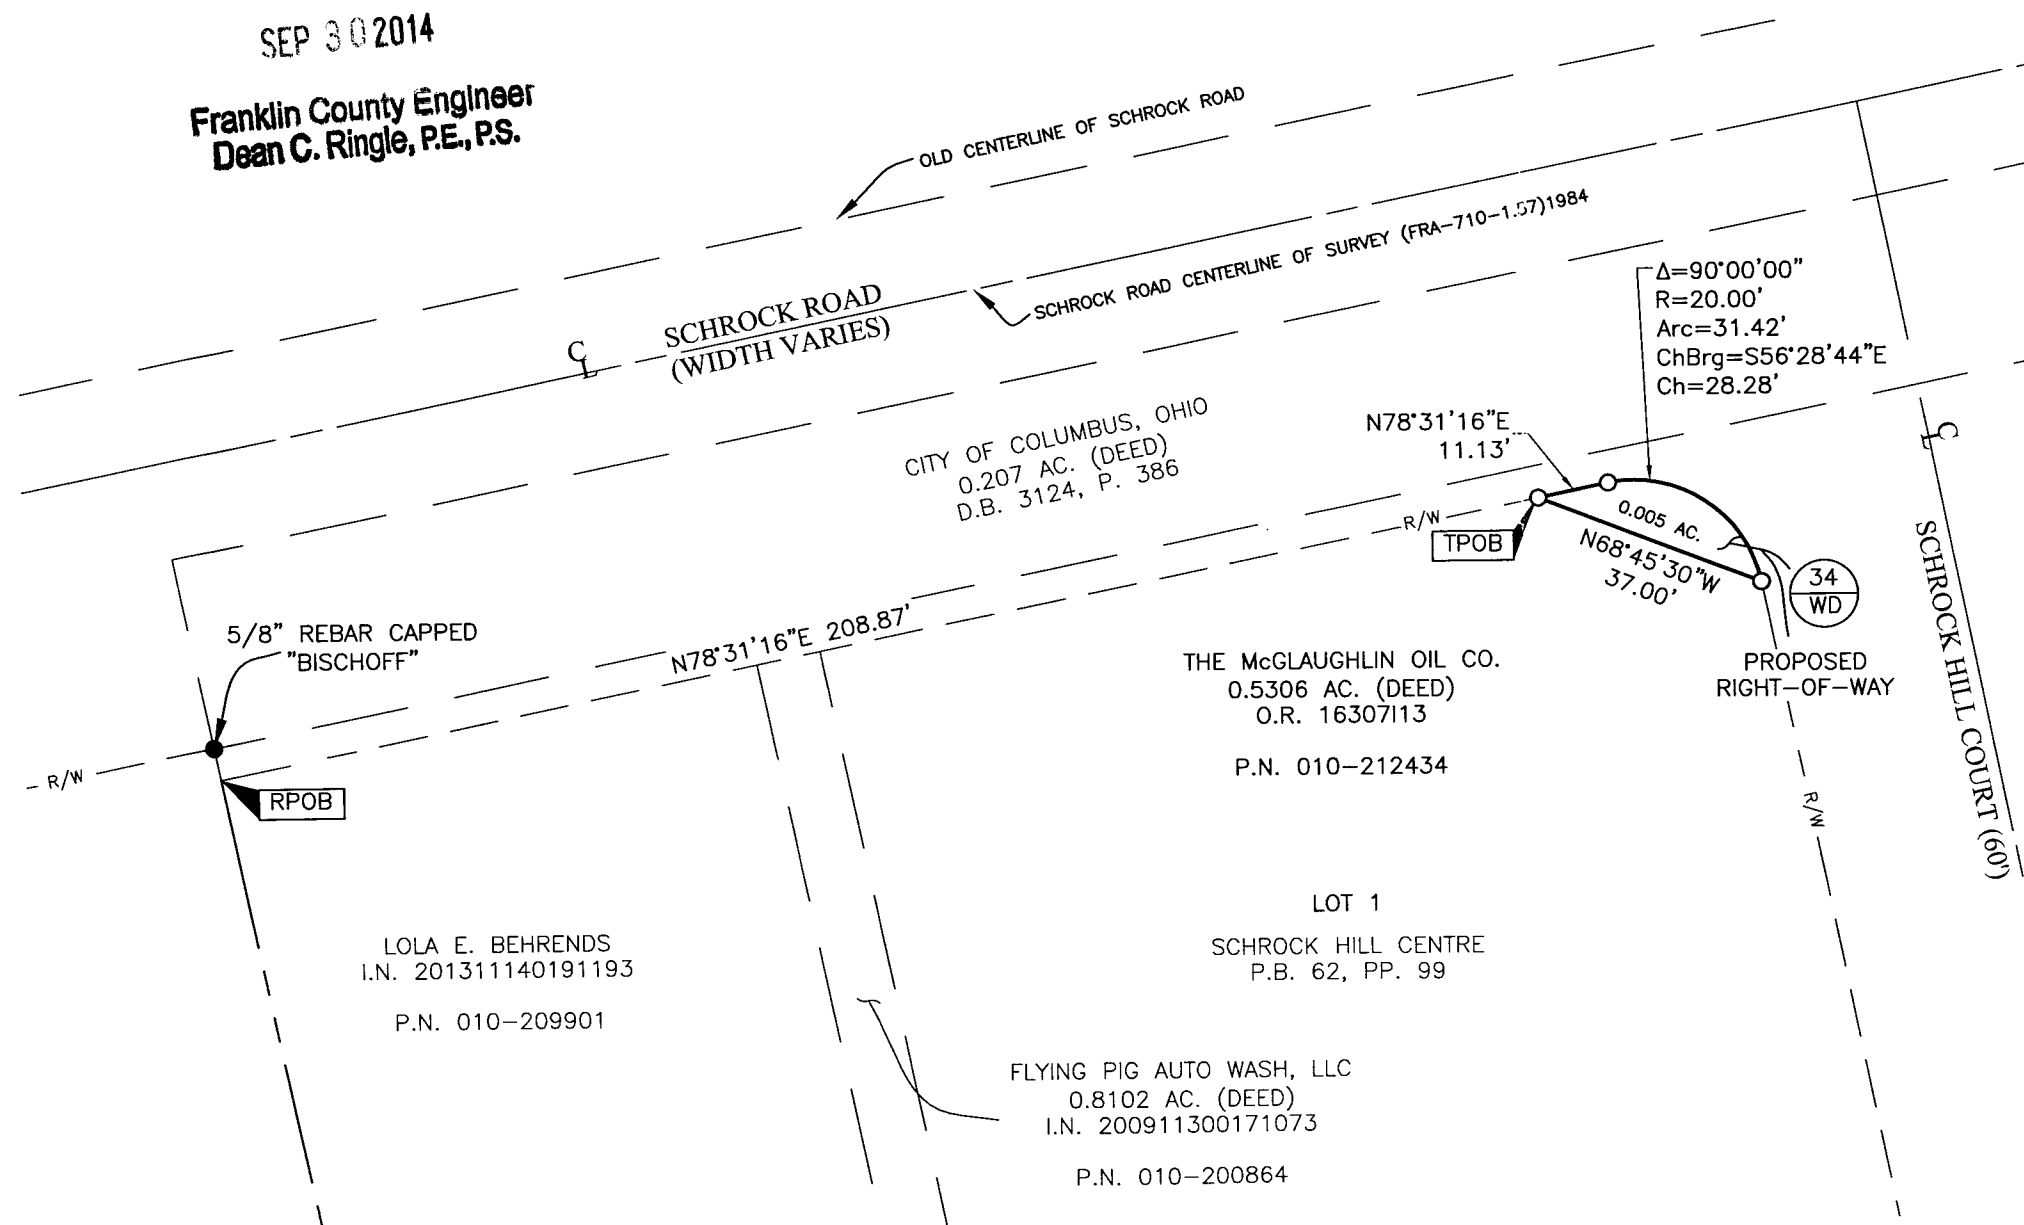 SEP 30 2014
Franklin County Engineer
Dean C. Ringle, P.E., P.S.
OLD CENTERLINE OF SCHROCK ROAD
SCHROCK ROAD CENTERLINE OF SURVEY (FRA-710-1.57)1984
CL
SCHROCK ROAD
(WIDTH VARIES)
Δ=90°00'00"
R=20.00'
Arc=31.42'
ChBrg=S56°28'44"E
Ch=28.28'
CITY OF COLUMBUS, OHIO
0.207 AC. (DEED)
D.B. 3124, P. 386
N78°31'16"E
11.13'
CL
R/W
TPOB
0.005 AC.
N68°45'30"W
37.00'
34
WD
PROPOSED
RIGHT-OF-WAY
SCHROCK HILL COURT (60')
5/8" REBAR CAPPED
"BISCHOFF"
N78°31'16"E 208.87'
R/W
RPOB
THE McGLAUGHLIN OIL CO.
0.5306 AC. (DEED)
O.R. 16307I13
P.N. 010-212434
R/W
LOLA E. BEHRENDS
I.N. 201311140191193
P.N. 010-209901
LOT 1
SCHROCK HILL CENTRE
P.B. 62, PP. 99
FLYING PIG AUTO WASH, LLC
0.8102 AC. (DEED)
I.N. 200911300171073
P.N. 010-200864